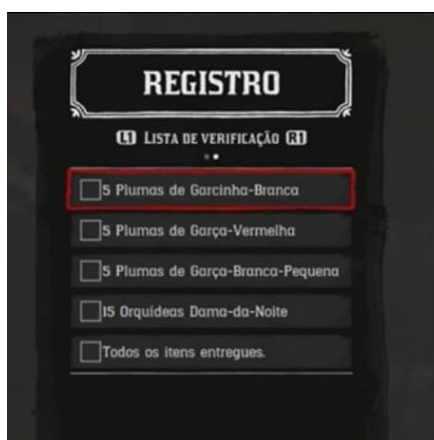 REGISTRO
L1 LISTA DE VERIFICAÇÃO R1
5 Plumas de Garcinha-Branca
5 Plumas de Garça-Vermelha
5 Plumas de Garça-Branca-Pequena
15 Orquídeas Dama-da-Noite
Todos os itens entregues.